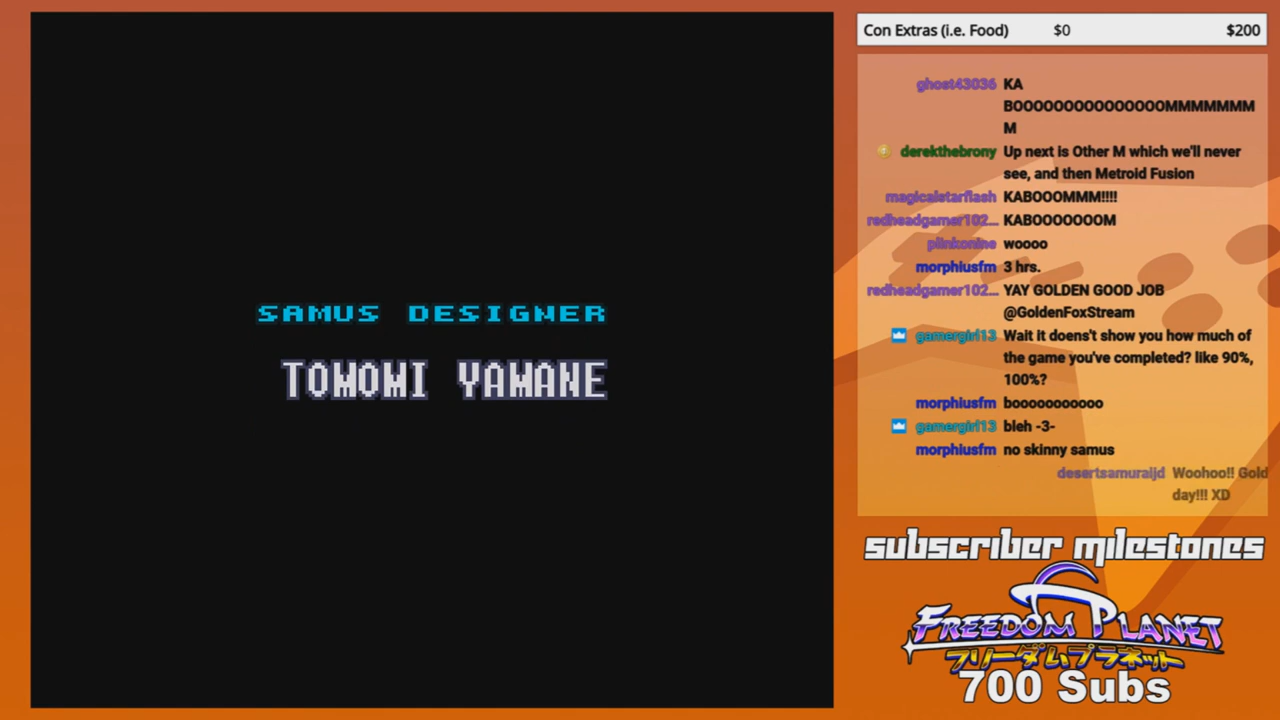 SAMUS DESIGNER
TOMOMI YAMANE
Con Extras (i.e. Food) $0 $200
ghost43036 KA
BOOOOOOOOOOOOOOOMMMMMMM
M
derekthebrony Up next is Other M which we'll never
see, and then Metroid Fusion
magicalstarflash KABOOOMMM!!!!
redheadgamer102... KABOOOOOOOM
plinkonine woooo
morphiusfm 3 hrs.
redheadgamer102... YAY GOLDEN GOOD JOB
@GoldenFoxStream
gamergirl13 Wait it doens't show you how much of
the game you've completed? like 90%,
100%?
morphiusfm booooooooooo
gamergirl13 bleh -3-
morphiusfm no skinny samus
desertsamuraijd Woohoo!! Gold
day!!! XD
subscriber milestones
FREEDOM PLANET
フリーダムプラネット
700 Subs